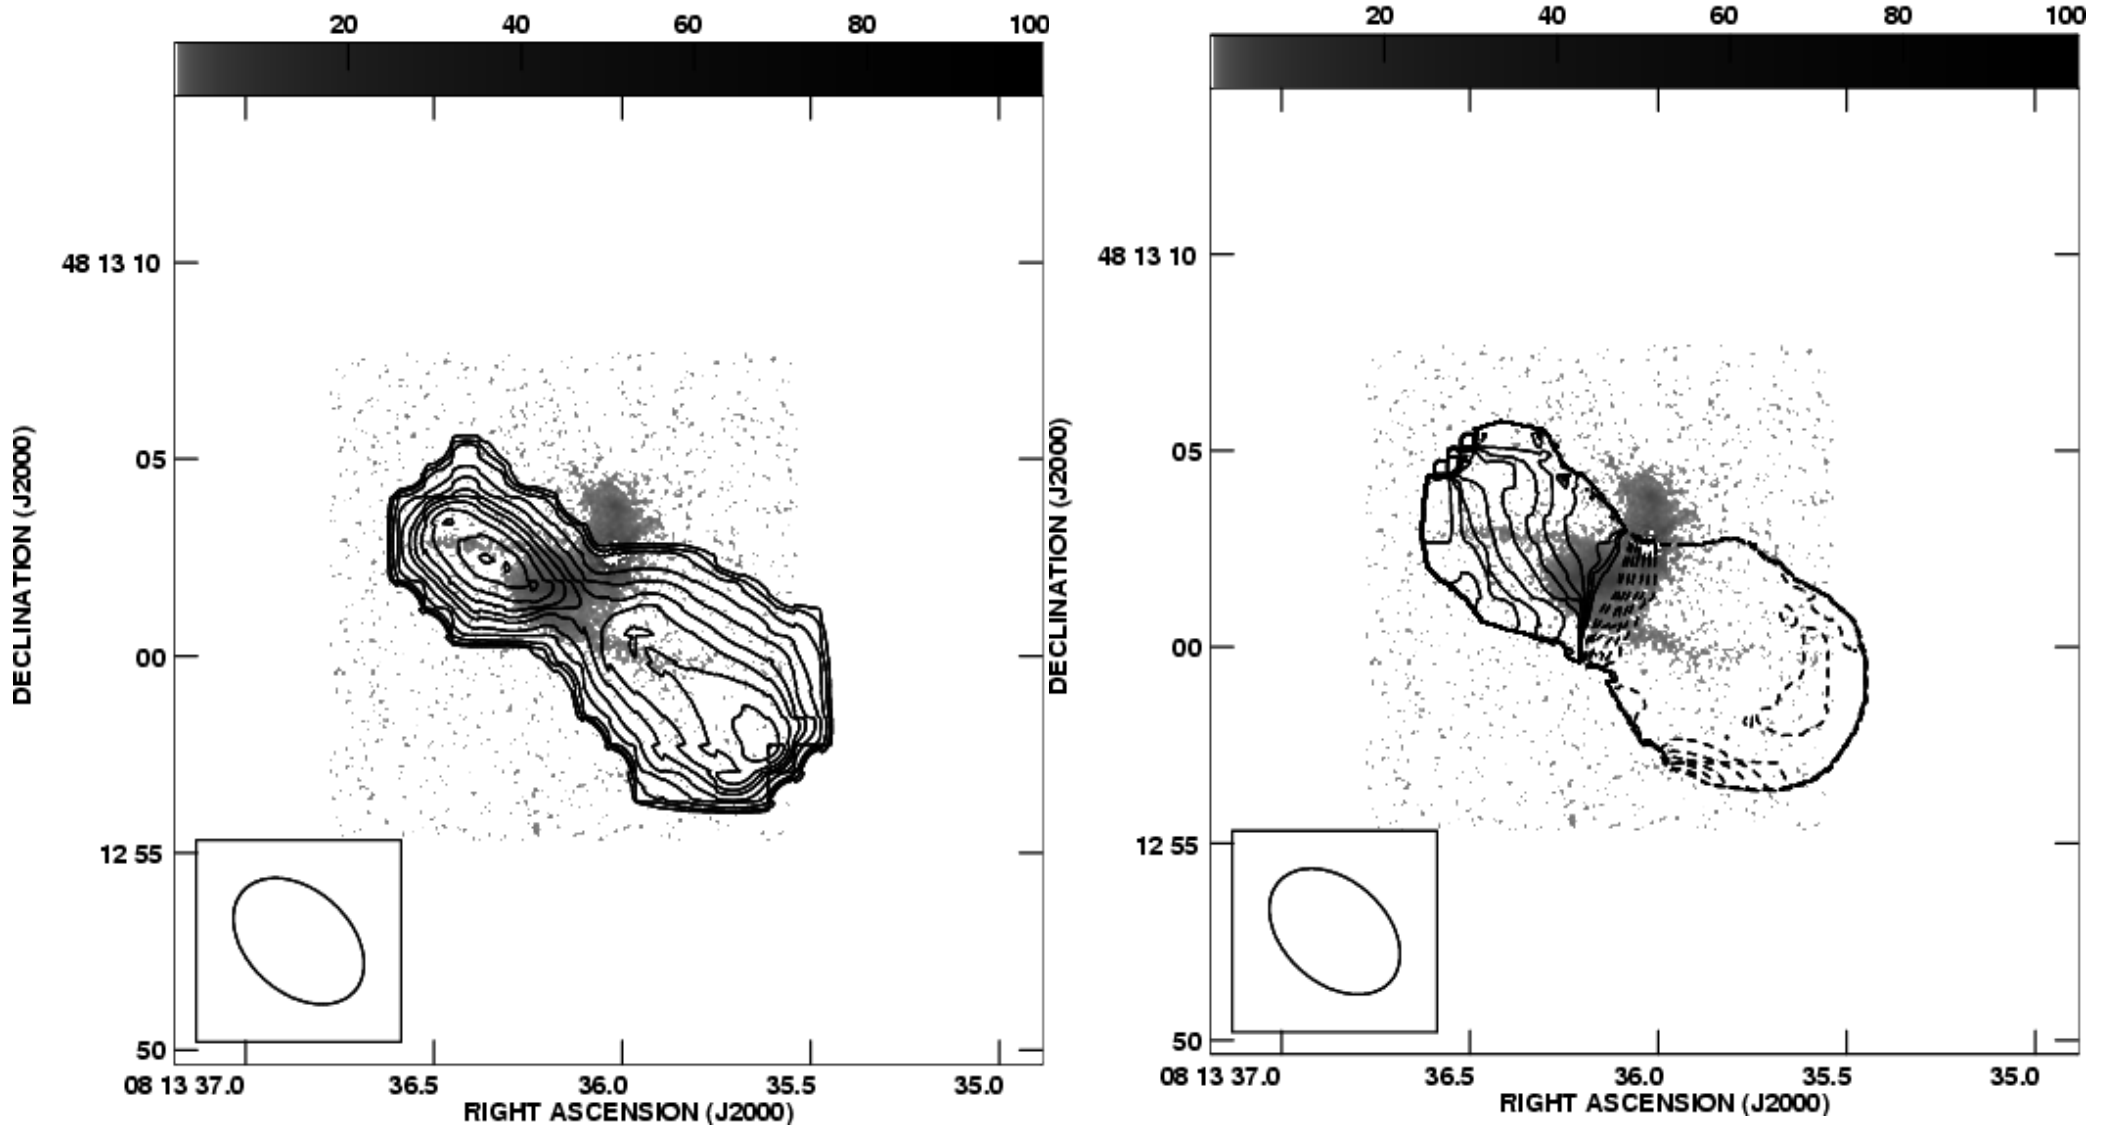 20 40 60 80 100
48 13 10
05
00
12 55
50
08 13 37.0 36.5 36.0 35.5 35.0
RIGHT ASCENSION (J2000)
DECLINATION (J2000)
20 40 60 80 100
48 13 10
05
00
12 55
50
08 13 37.0 36.5 36.0 35.5 35.0
RIGHT ASCENSION (J2000)
DECLINATION (J2000)